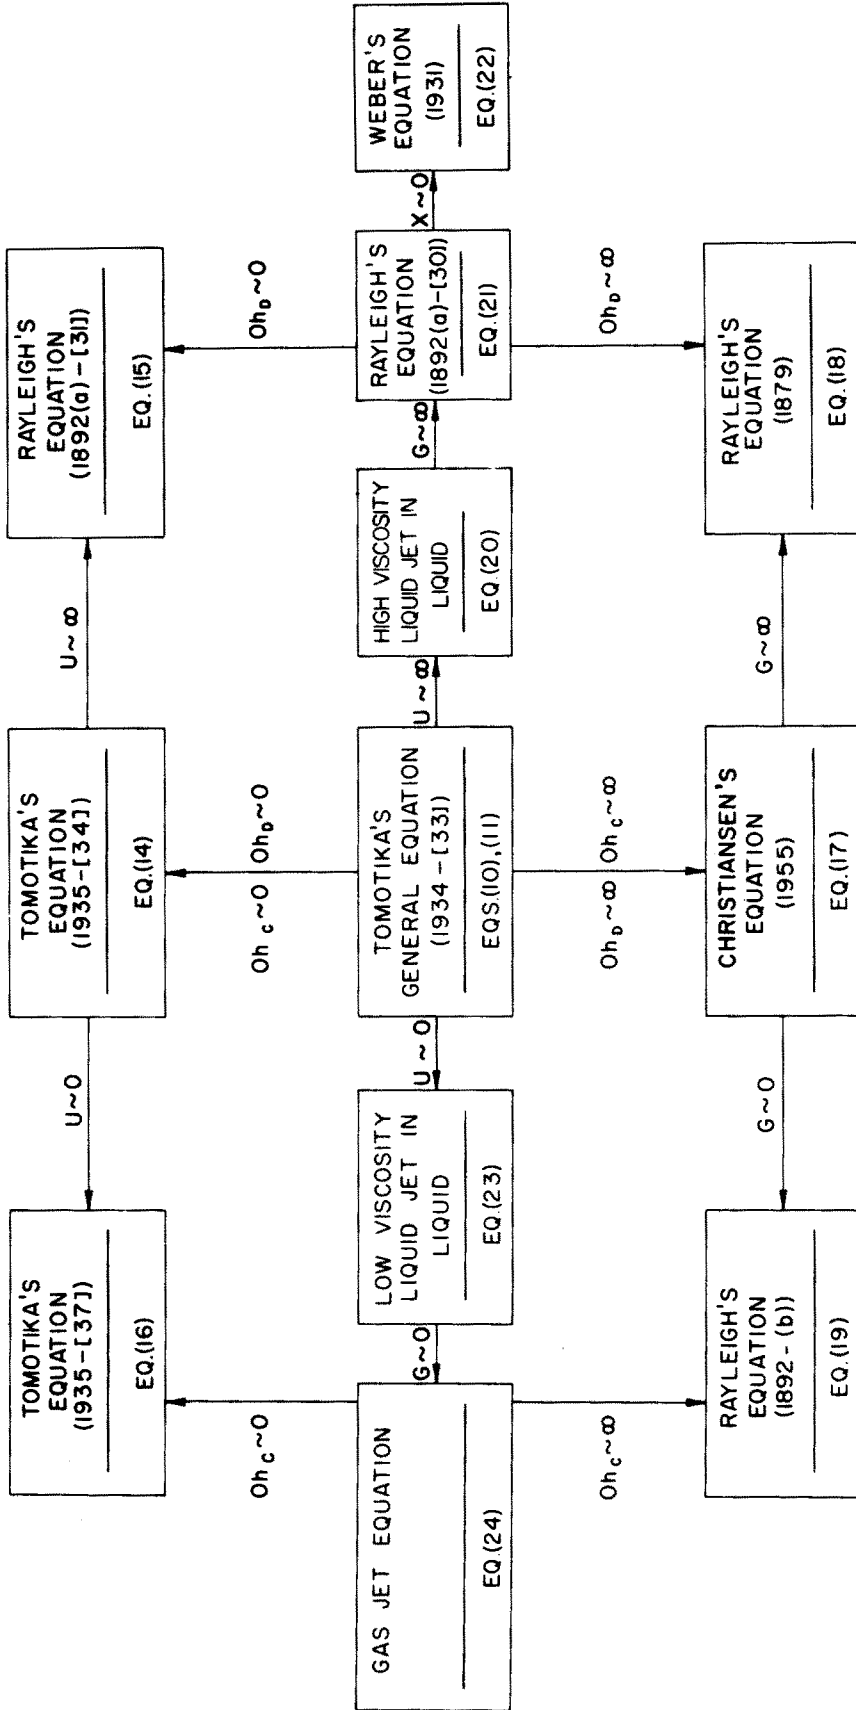 TOMOTIKA'S
EQUATION
(1935-[37])
EQ.(16)
U~0
TOMOTIKA'S
EQUATION
(1935-[34])
EQ.(14)
U~∞
RAYLEIGH'S
EQUATION
(1892(a)-[31])
EQ.(15)
Oh_C~0
Oh_C~0 Oh_D~0
Oh_D~0
GAS JET EQUATION
EQ.(24)
G~0
LOW VISCOSITY
LIQUID JET IN
LIQUID
EQ.(23)
U~0
TOMOTIKA'S
GENERAL EQUATION
(1934-[33])
EQS.(10),(11)
U~∞
HIGH VISCOSITY
LIQUID JET IN
LIQUID
EQ.(20)
G~∞
RAYLEIGH'S
EQUATION
(1892(a)-[30])
EQ.(21)
X~0
WEBER'S
EQUATION
(1931)
EQ.(22)
Oh_C~∞
Oh_D~∞ Oh_C~∞
Oh_D~∞
RAYLEIGH'S
EQUATION
(1892-(b))
EQ.(19)
G~0
CHRISTIANSEN'S
EQUATION
(1955)
EQ.(17)
G~∞
RAYLEIGH'S
EQUATION
(1879)
EQ.(18)